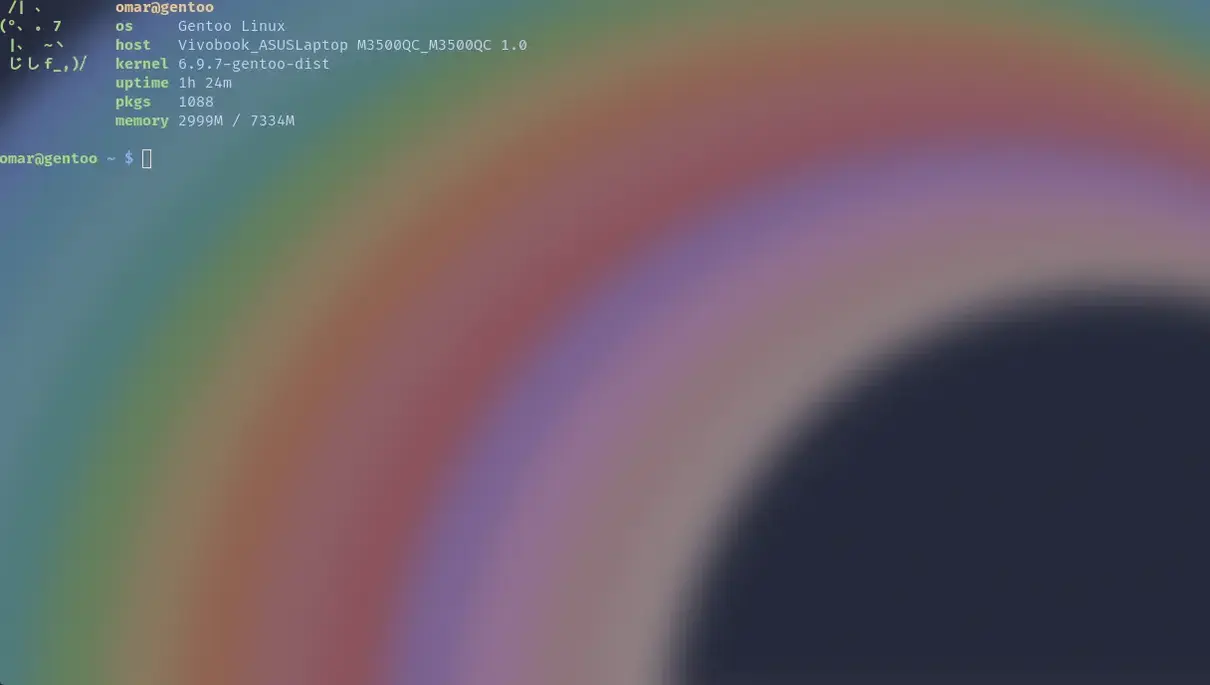 /| 、 omar@gentoo
(°、 。7 os Gentoo Linux
|、 ~ヽ host Vivobook_ASUSLaptop M3500QC_M3500QC 1.0
じしf_,)/ kernel 6.9.7-gentoo-dist
uptime 1h 24m
pkgs 1088
memory 2999M / 7334M
omar@gentoo ~ $